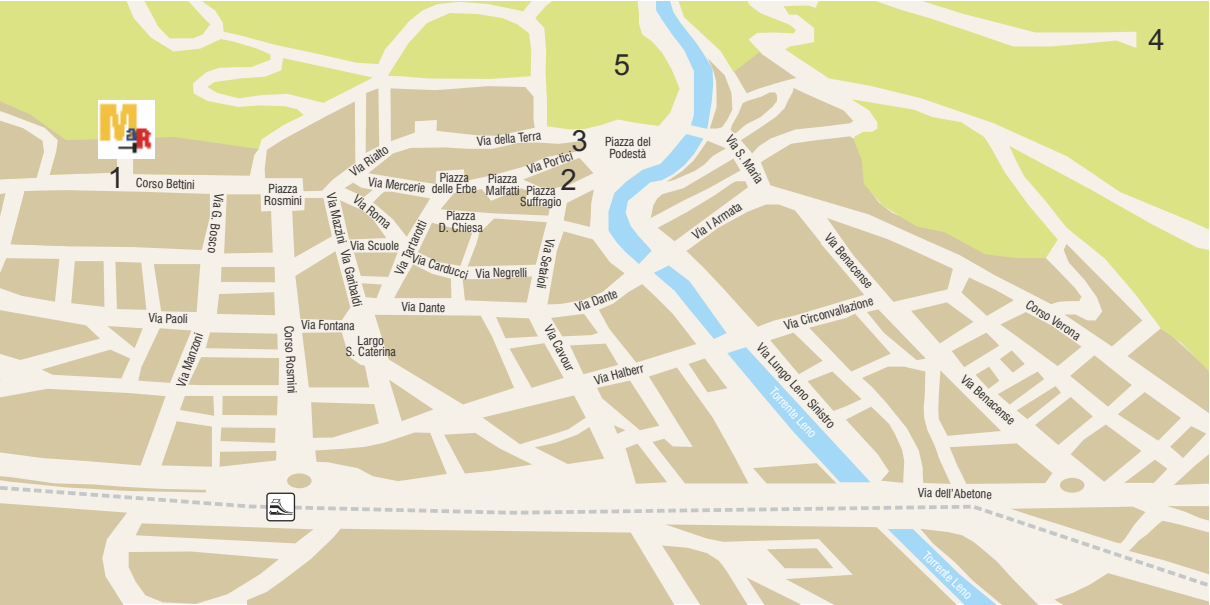 4
5
MaRT
1
Corso Bettini
Via della Terra
3
Piazza del
Podestà
Via S. Maria
Via Rialto
Via Portici
2
Piazza
Rosmini
Via Mercerie
Piazza
delle Erbe
Piazza
Malfatti
Piazza
Suffragio
Via G. Bosco
Via Mazzini
Via Roma
Piazza
D. Chiesa
Via I Armata
Via Scuole
Via Tartarotti
Via Garibaldi
Via Carducci
Via Negrelli
Via Setaioli
Via Benacense
Via Paoli
Via Dante
Via Dante
Via Circonvallazione
Corso Verona
Via Fontana
Largo
S. Caterina
Via Manzoni
Corso Rosmini
Via Cavour
Via Halberr
Via Lungo Leno Sinistro
Torrente Leno
Via Benacense
Via dell'Abetone
Torrente Leno